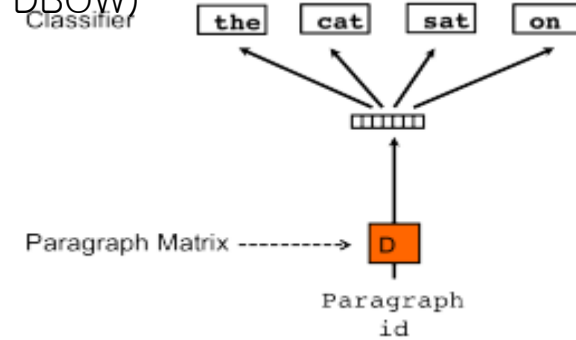 DBOW)
Classifier
the cat sat on
Paragraph Matrix
D
Paragraph
id